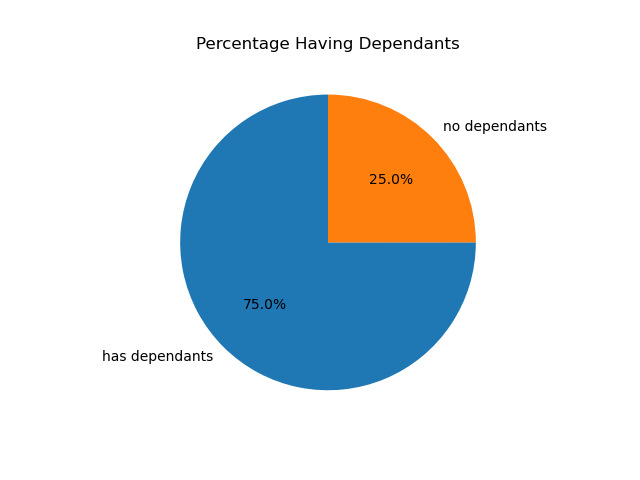 Percentage Having Dependants
no dependants
25.0%
75.0%
has dependants